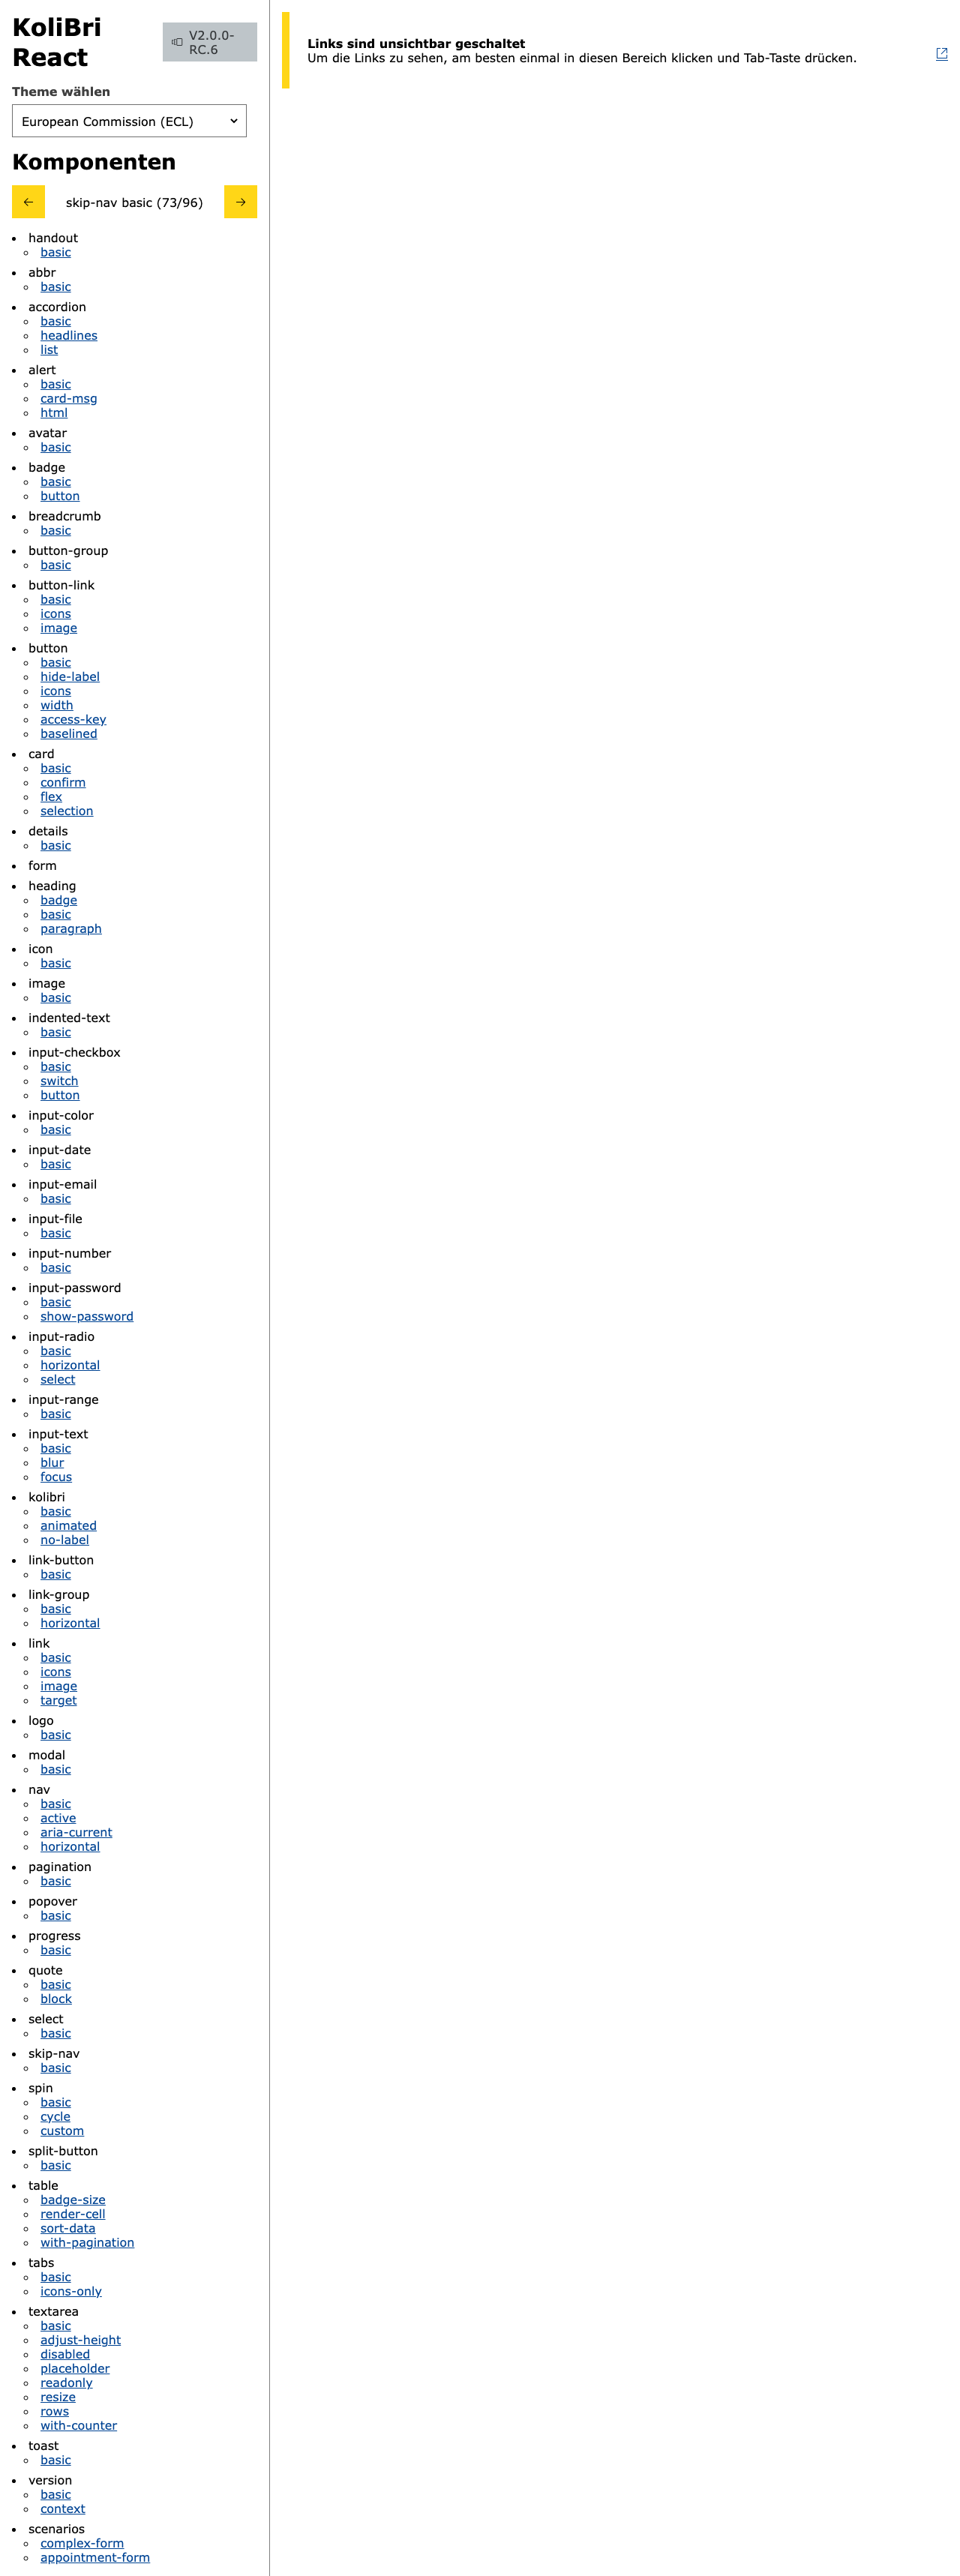 KoliBri
React
V2.0.0-
RC.6
Theme wählen
European Commission (ECL)
Komponenten
skip-nav basic (73/96)
handout
basic
abbr
basic
accordion
basic
headlines
list
alert
basic
card-msg
html
avatar
basic
badge
basic
button
breadcrumb
basic
button-group
basic
button-link
basic
icons
image
button
basic
hide-label
icons
width
access-key
baselined
card
basic
confirm
flex
selection
details
basic
form
heading
badge
basic
paragraph
icon
basic
image
basic
indented-text
basic
input-checkbox
basic
switch
button
input-color
basic
input-date
basic
input-email
basic
input-file
basic
input-number
basic
input-password
basic
show-password
input-radio
basic
horizontal
select
input-range
basic
input-text
basic
blur
focus
kolibri
basic
animated
no-label
link-button
basic
link-group
basic
horizontal
link
basic
icons
image
target
logo
basic
modal
basic
nav
basic
active
aria-current
horizontal
pagination
basic
popover
basic
progress
basic
quote
basic
block
select
basic
skip-nav
basic
spin
basic
cycle
custom
split-button
basic
table
badge-size
render-cell
sort-data
with-pagination
tabs
basic
icons-only
textarea
basic
adjust-height
disabled
placeholder
readonly
resize
rows
with-counter
toast
basic
version
basic
context
scenarios
complex-form
appointment-form
Links sind unsichtbar geschaltet
Um die Links zu sehen, am besten einmal in diesen Bereich klicken und Tab-Taste drücken.